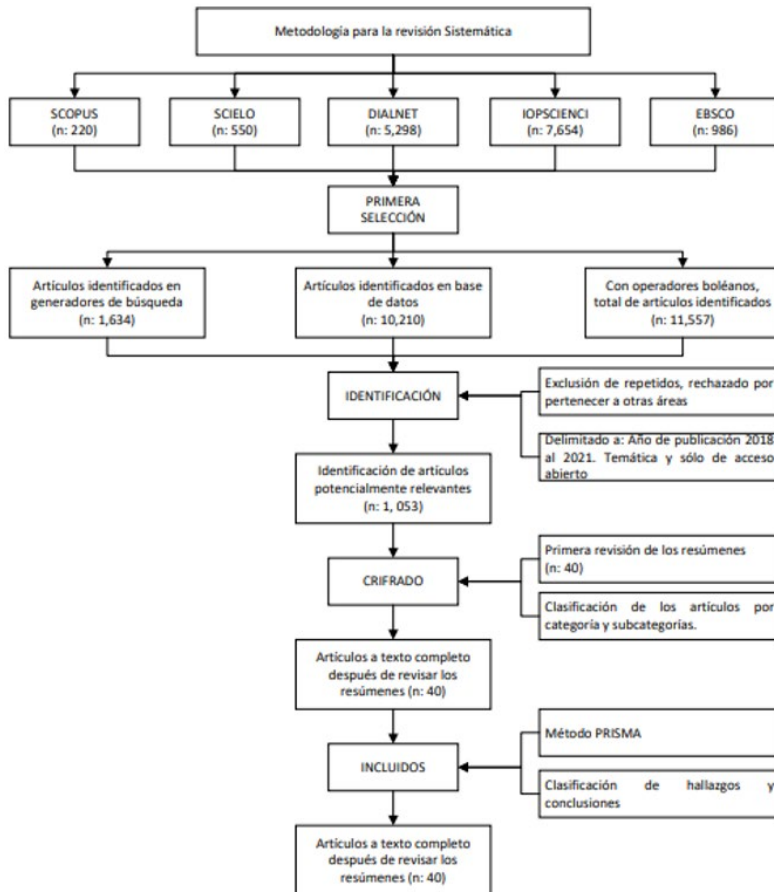 Metodología para la revisión Sistemática
SCOPUS
(n: 220)
SCIELO
(n: 550)
DIALNET
(n: 5,298)
IOPSCIENCI
(n: 7,654)
EBSCO
(n: 986)
PRIMERA
SELECCIÓN
Artículos identificados en
generadores de búsqueda
(n: 1,634)
Artículos identificados en base
de datos
(n: 10,210)
Con operadores boléanos,
total de artículos identificados
(n: 11,557)
IDENTIFICACIÓN
Exclusión de repetidos, rechazado por
pertenecer a otras áreas
Delimitado a: Año de publicación 2018
al 2021. Temática y sólo de acceso
abierto
Identificación de artículos
potencialmente relevantes
(n: 1, 053)
CRIFRADO
Primera revisión de los resúmenes
(n: 40)
Clasificación de los artículos por
categoría y subcategorías.
Artículos a texto completo
después de revisar los
resúmenes (n: 40)
INCLUIDOS
Método PRISMA
Clasificación de hallazgos y
conclusiones
Artículos a texto completo
después de revisar los
resúmenes (n: 40)